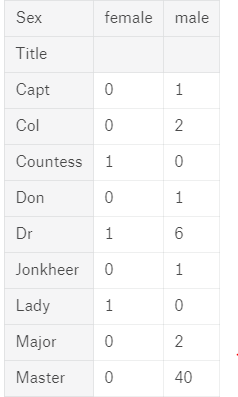 Sex female male
Title
Capt 0 1
Col 0 2
Countess 1 0
Don 0 1
Dr 1 6
Jonkheer 0 1
Lady 1 0
Major 0 2
Master 0 40